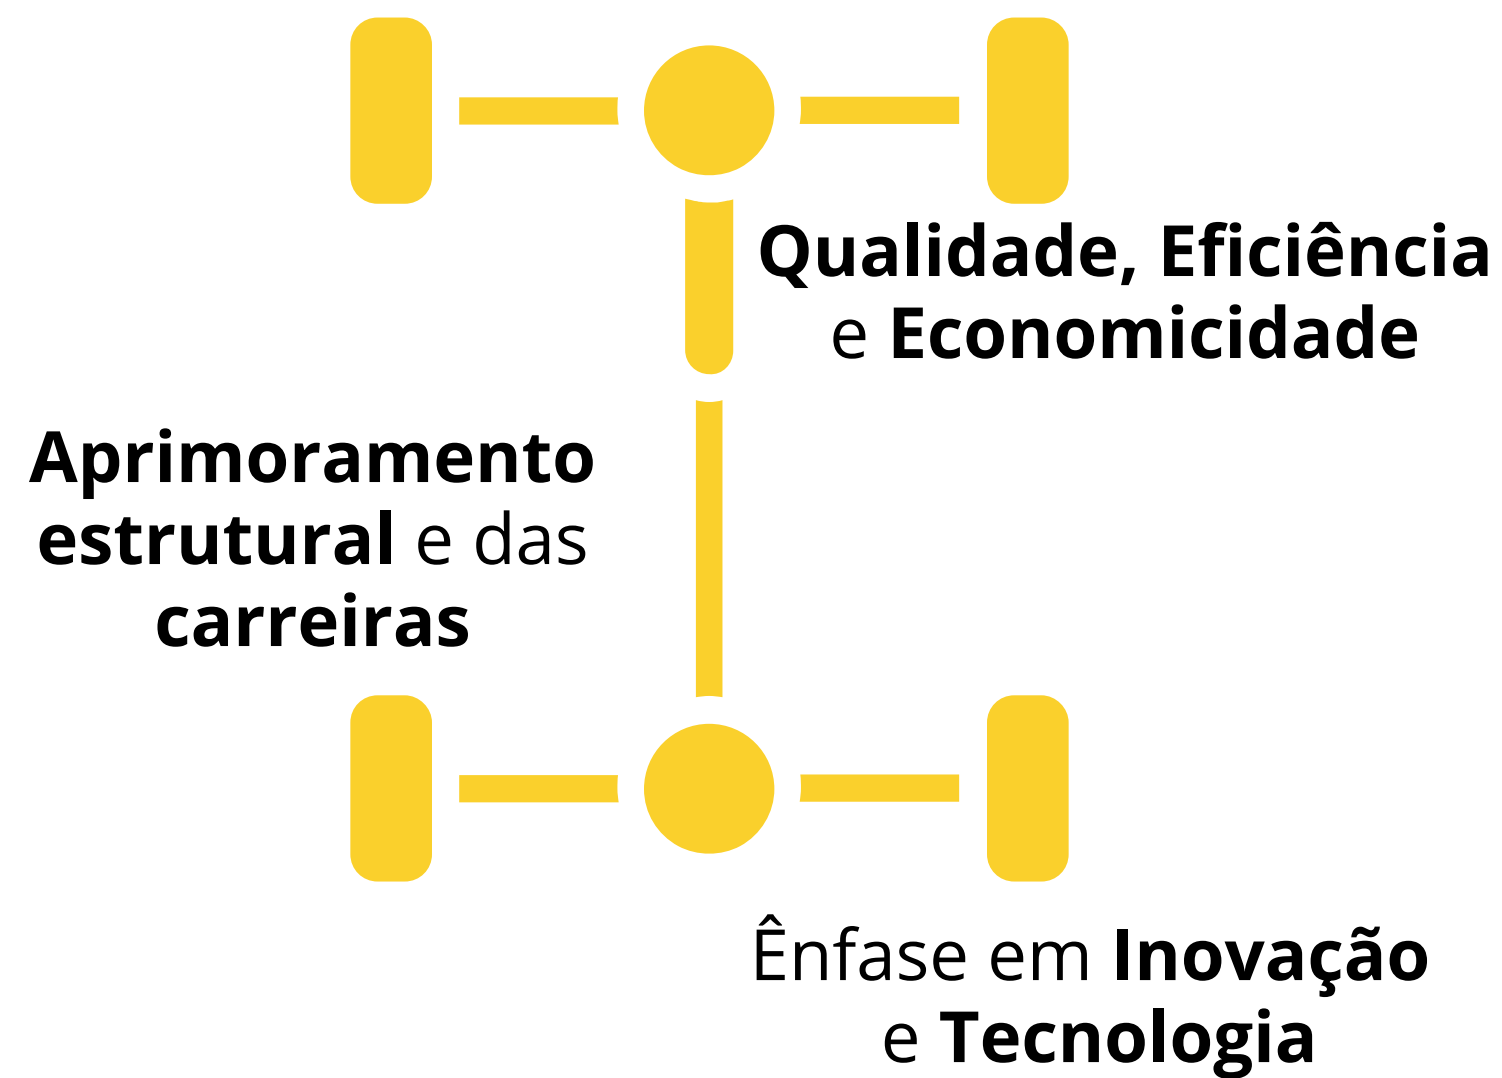 Qualidade, Eficiência
e Economicidade
Aprimoramento
estrutural e das
carreiras
Ênfase em Inovação
e Tecnologia